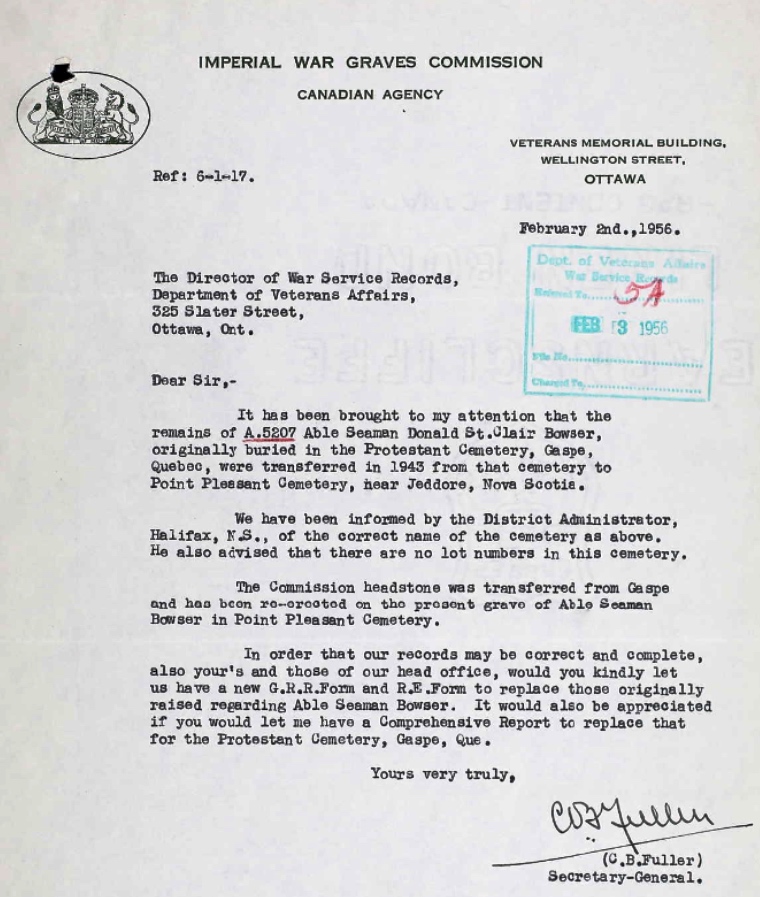 IMPERIAL WAR GRAVES COMMISSION
CANADIAN AGENCY
VETERANS MEMORIAL BUILDING,
WELLINGTON STREET,
OTTAWA
Ref: 6-1-17.
February 2nd.,1956.
Dept. of Veterans Affairs
War Service Records
Referred To
5A
FEB 3 1956
File No.
Charged To
The Director of War Service Records,
Department of Veterans Affairs,
325 Slater Street,
Ottawa, Ont.
Dear Sir,-
It has been brought to my attention that the
remains of A.5207 Able Seaman Donald St.Clair Bowser,
originally buried in the Protestant Cemetery, Gaspe,
Quebec, were transferred in 1943 from that cemetery to
Point Pleasant Cemetery, near Jeddore, Nova Scotia.
We have been informed by the District Administrator,
Halifax, N.S., of the correct name of the cemetery as above.
He also advised that there are no lot numbers in this cemetery.
The Commission headstone was transferred from Gaspe
and has been re-erected on the present grave of Able Seaman
Bowser in Point Pleasant Cemetery.
In order that our records may be correct and complete,
also your's and those of our head office, would you kindly let
us have a new G.R.R.Form and R.E.Form to replace those originally
raised regarding Able Seaman Bowser. It would also be appreciated
if you would let me have a Comprehensive Report to replace that
for the Protestant Cemetery, Gaspe, Que.
Yours very truly,
CBFuller
(C.B.Fuller)
Secretary-General.